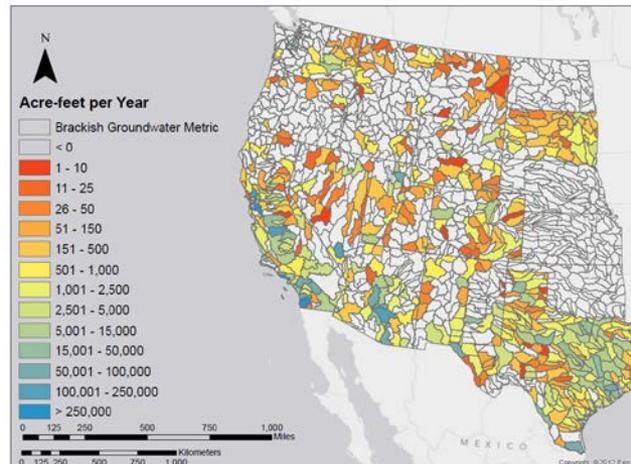 N
Acre-feet per Year
Brackish Groundwater Metric
< 0
1 - 10
11 - 25
26 - 50
51 - 150
151 - 500
501 - 1,000
1,001 - 2,500
2,501 - 5,000
5,001 - 15,000
15,001 - 50,000
50,001 - 100,000
100,001 - 250,000
> 250,000
0 125 250 500 750 1,000
Miles
Kilometers
0 125 250 500 750 1,000
MEXICO
Copyright: ©2012 Esri